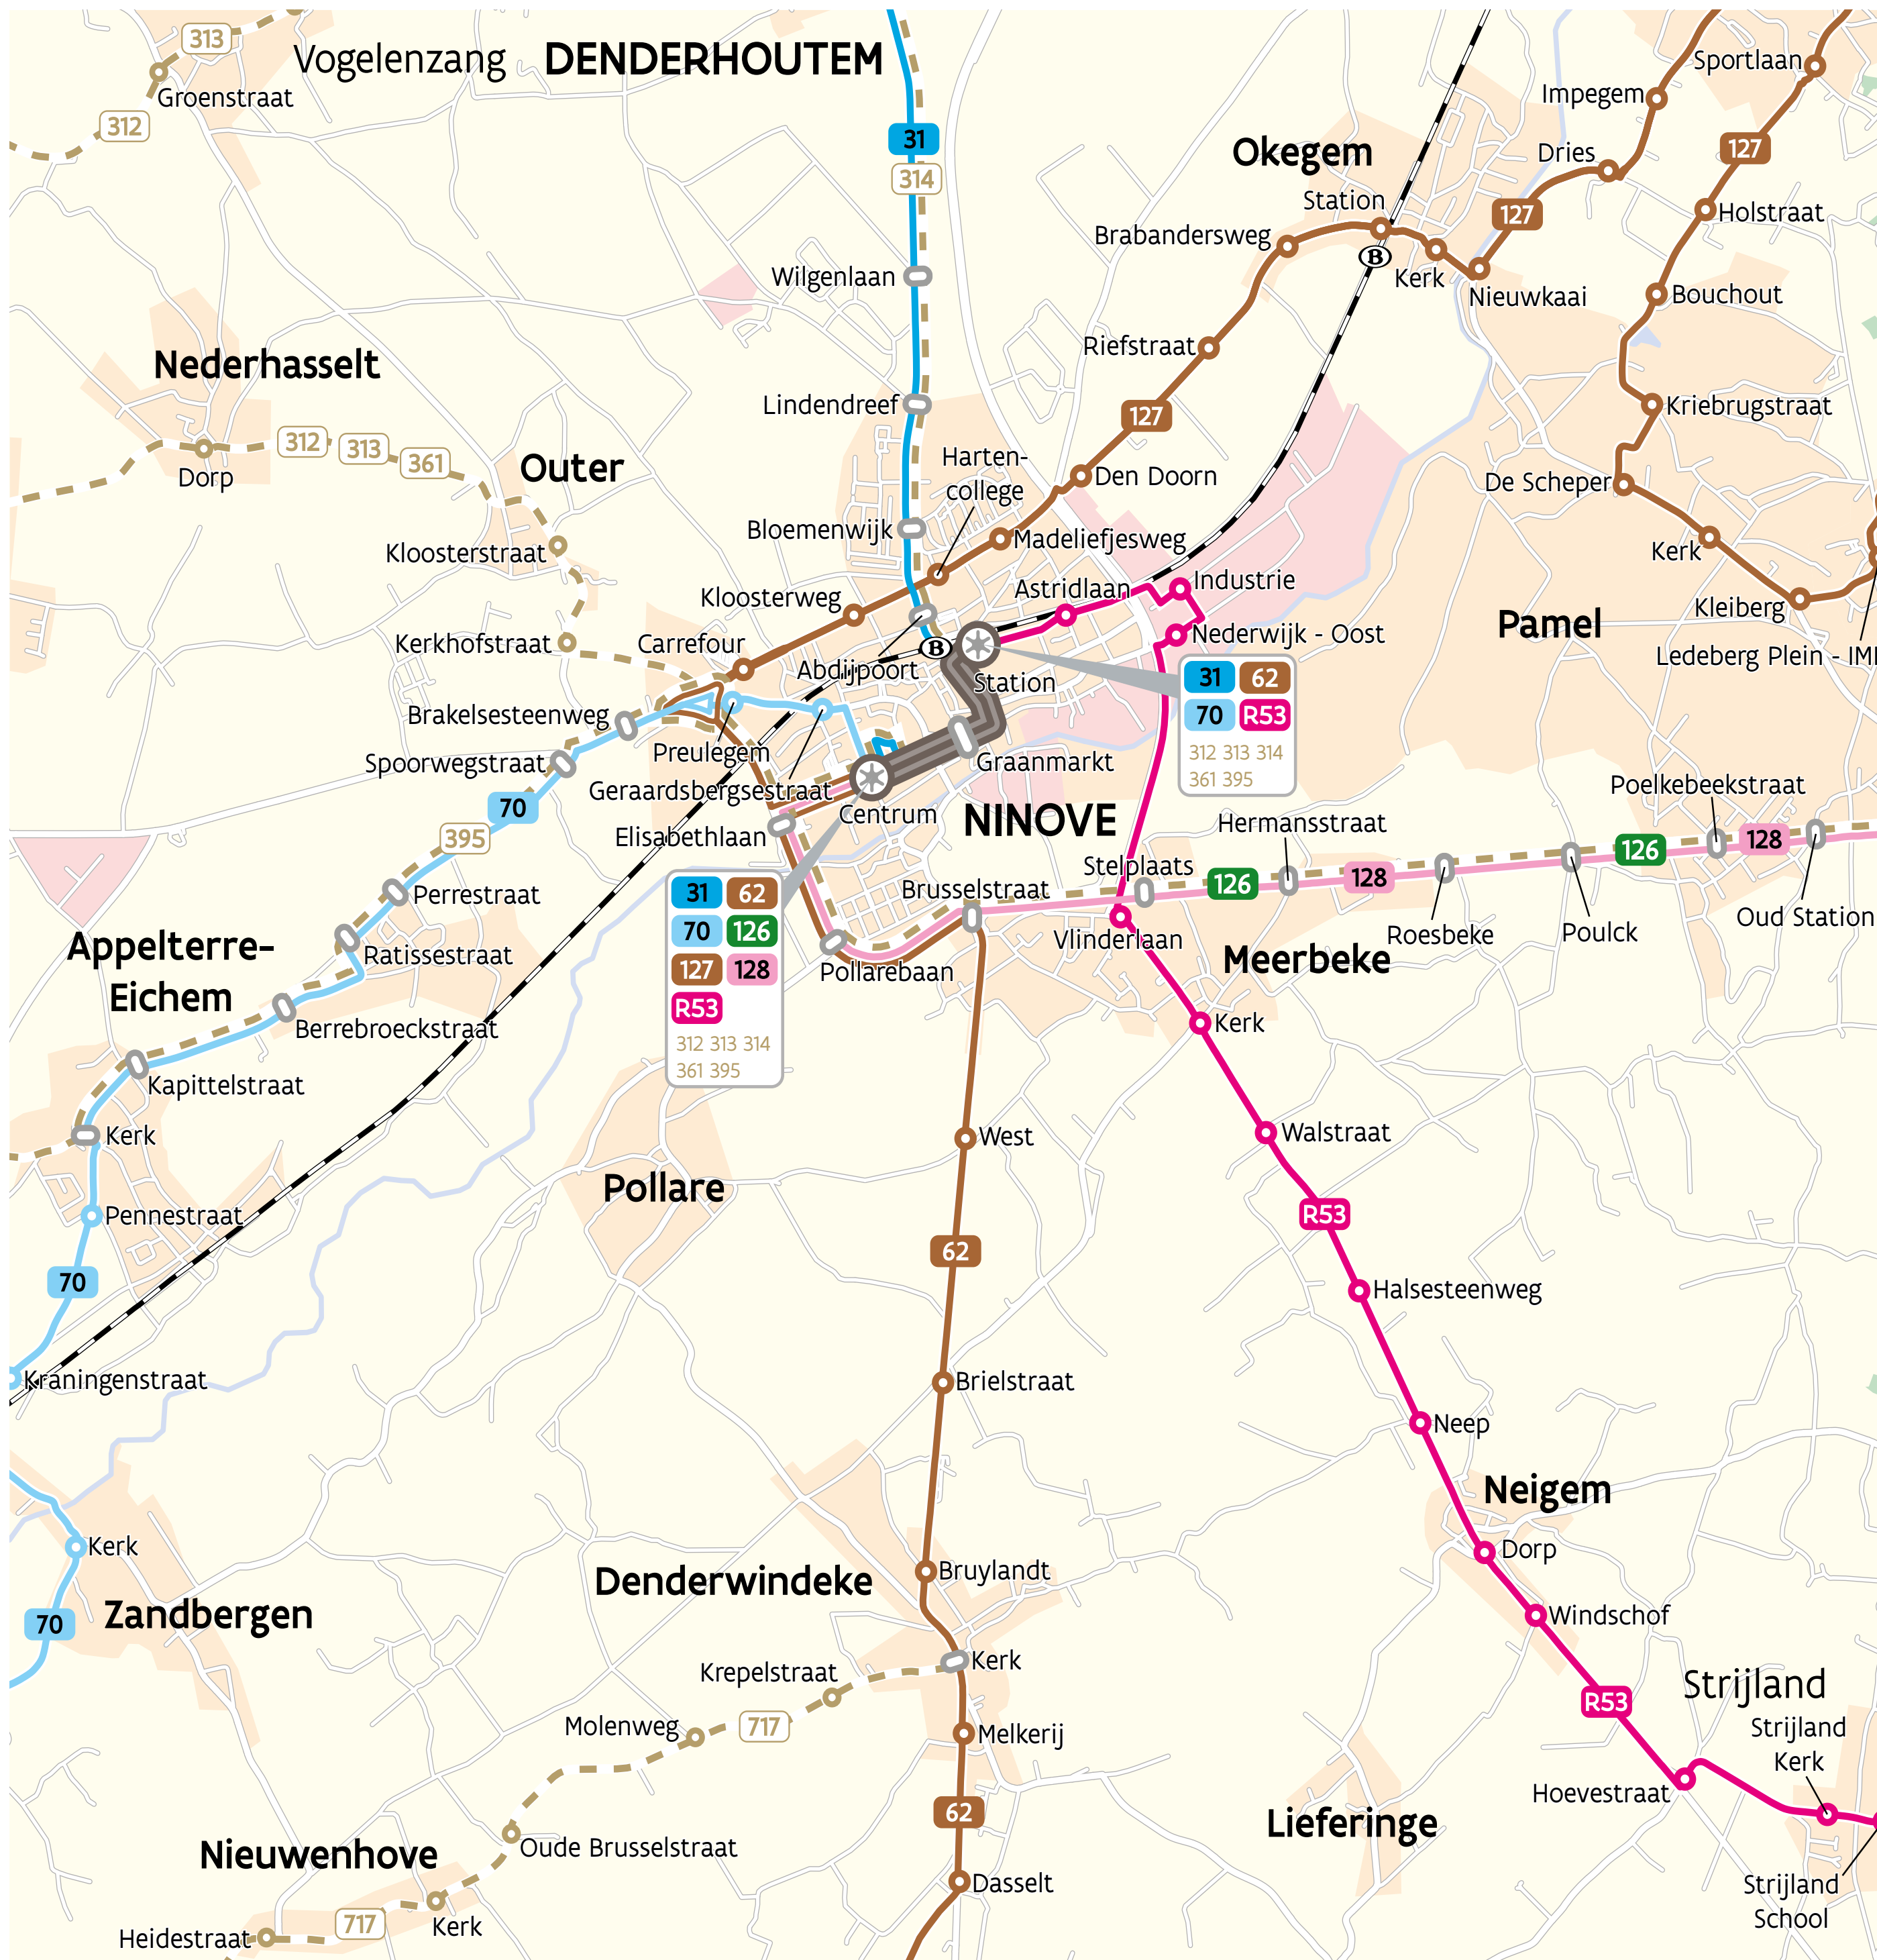 313
Vogelenzang
DENDERHOUTEM
Groenstraat
312
31
314
Sportlaan
Impegem
Okegem
Dries
127
Station
127
Holstraat
Brabandersweg
B
Kerk
Nieuwkaai
Bouchout
Wilgenlaan
Riefstraat
Nederhasselt
Lindendreef
127
Kriebrugstraat
312
313
361
Outer
Dorp
Harten-
college
Den Doorn
De Scheper
Bloemenwijk
Madeliefjesweg
Kloosterstraat
Kerk
Astridlaan
Industrie
Kloosterweg
Kleiberg
Pamel
Kerkhofstraat
Carrefour
B
Nederwijk - Oost
Abdijpoort
Station
Ledeberg Plein - IM
31 62
70 R53
312 313 314
361 395
Brakelsesteenweg
Preulegem
Spoorwegstraat
Graanmarkt
Geraardsbergsestraat
Poelkebeekstraat
70
Centrum
NINOVE
Hermansstraat
395
Elisabethlaan
126
128
Stelplaats
126
128
Perrestraat
31 62
70 126
127 128
R53
312 313 314
361 395
Brusselstraat
Oud Station
Roesbeke
Poulck
Vlinderlaan
Appelterre-
Eichem
Ratissestraat
Meerbeke
Pollarebaan
Berrebroeckstraat
Kerk
Kapittelstraat
Kerk
West
Walstraat
Pollare
Pennestraat
R53
62
70
Halsesteenweg
Kraningenstraat
Brielstraat
Neep
Neigem
Kerk
Dorp
Bruylandt
Denderwindeke
Zandbergen
70
Windschof
Kerk
Krepelstraat
Strijland
R53
Molenweg
717
Melkerij
Strijland
Kerk
Hoevestraat
62
Lieferinge
Oude Brusselstraat
Nieuwenhove
Dasselt
Strijland
School
717
Kerk
Heidestraat